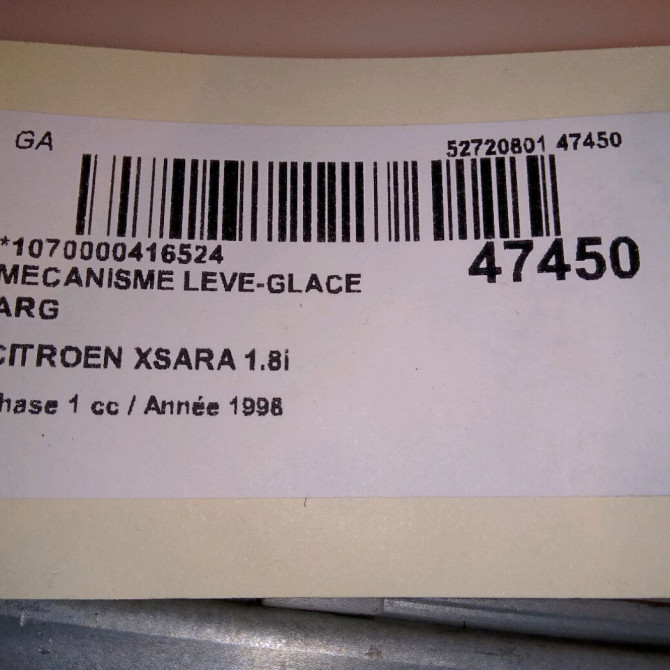 GA
52720801 47450
*1070000416524
47450
MECANISME LEVE-GLACE
ARG
CITROEN XSARA 1.8i
hase 1 cc / Année 1998